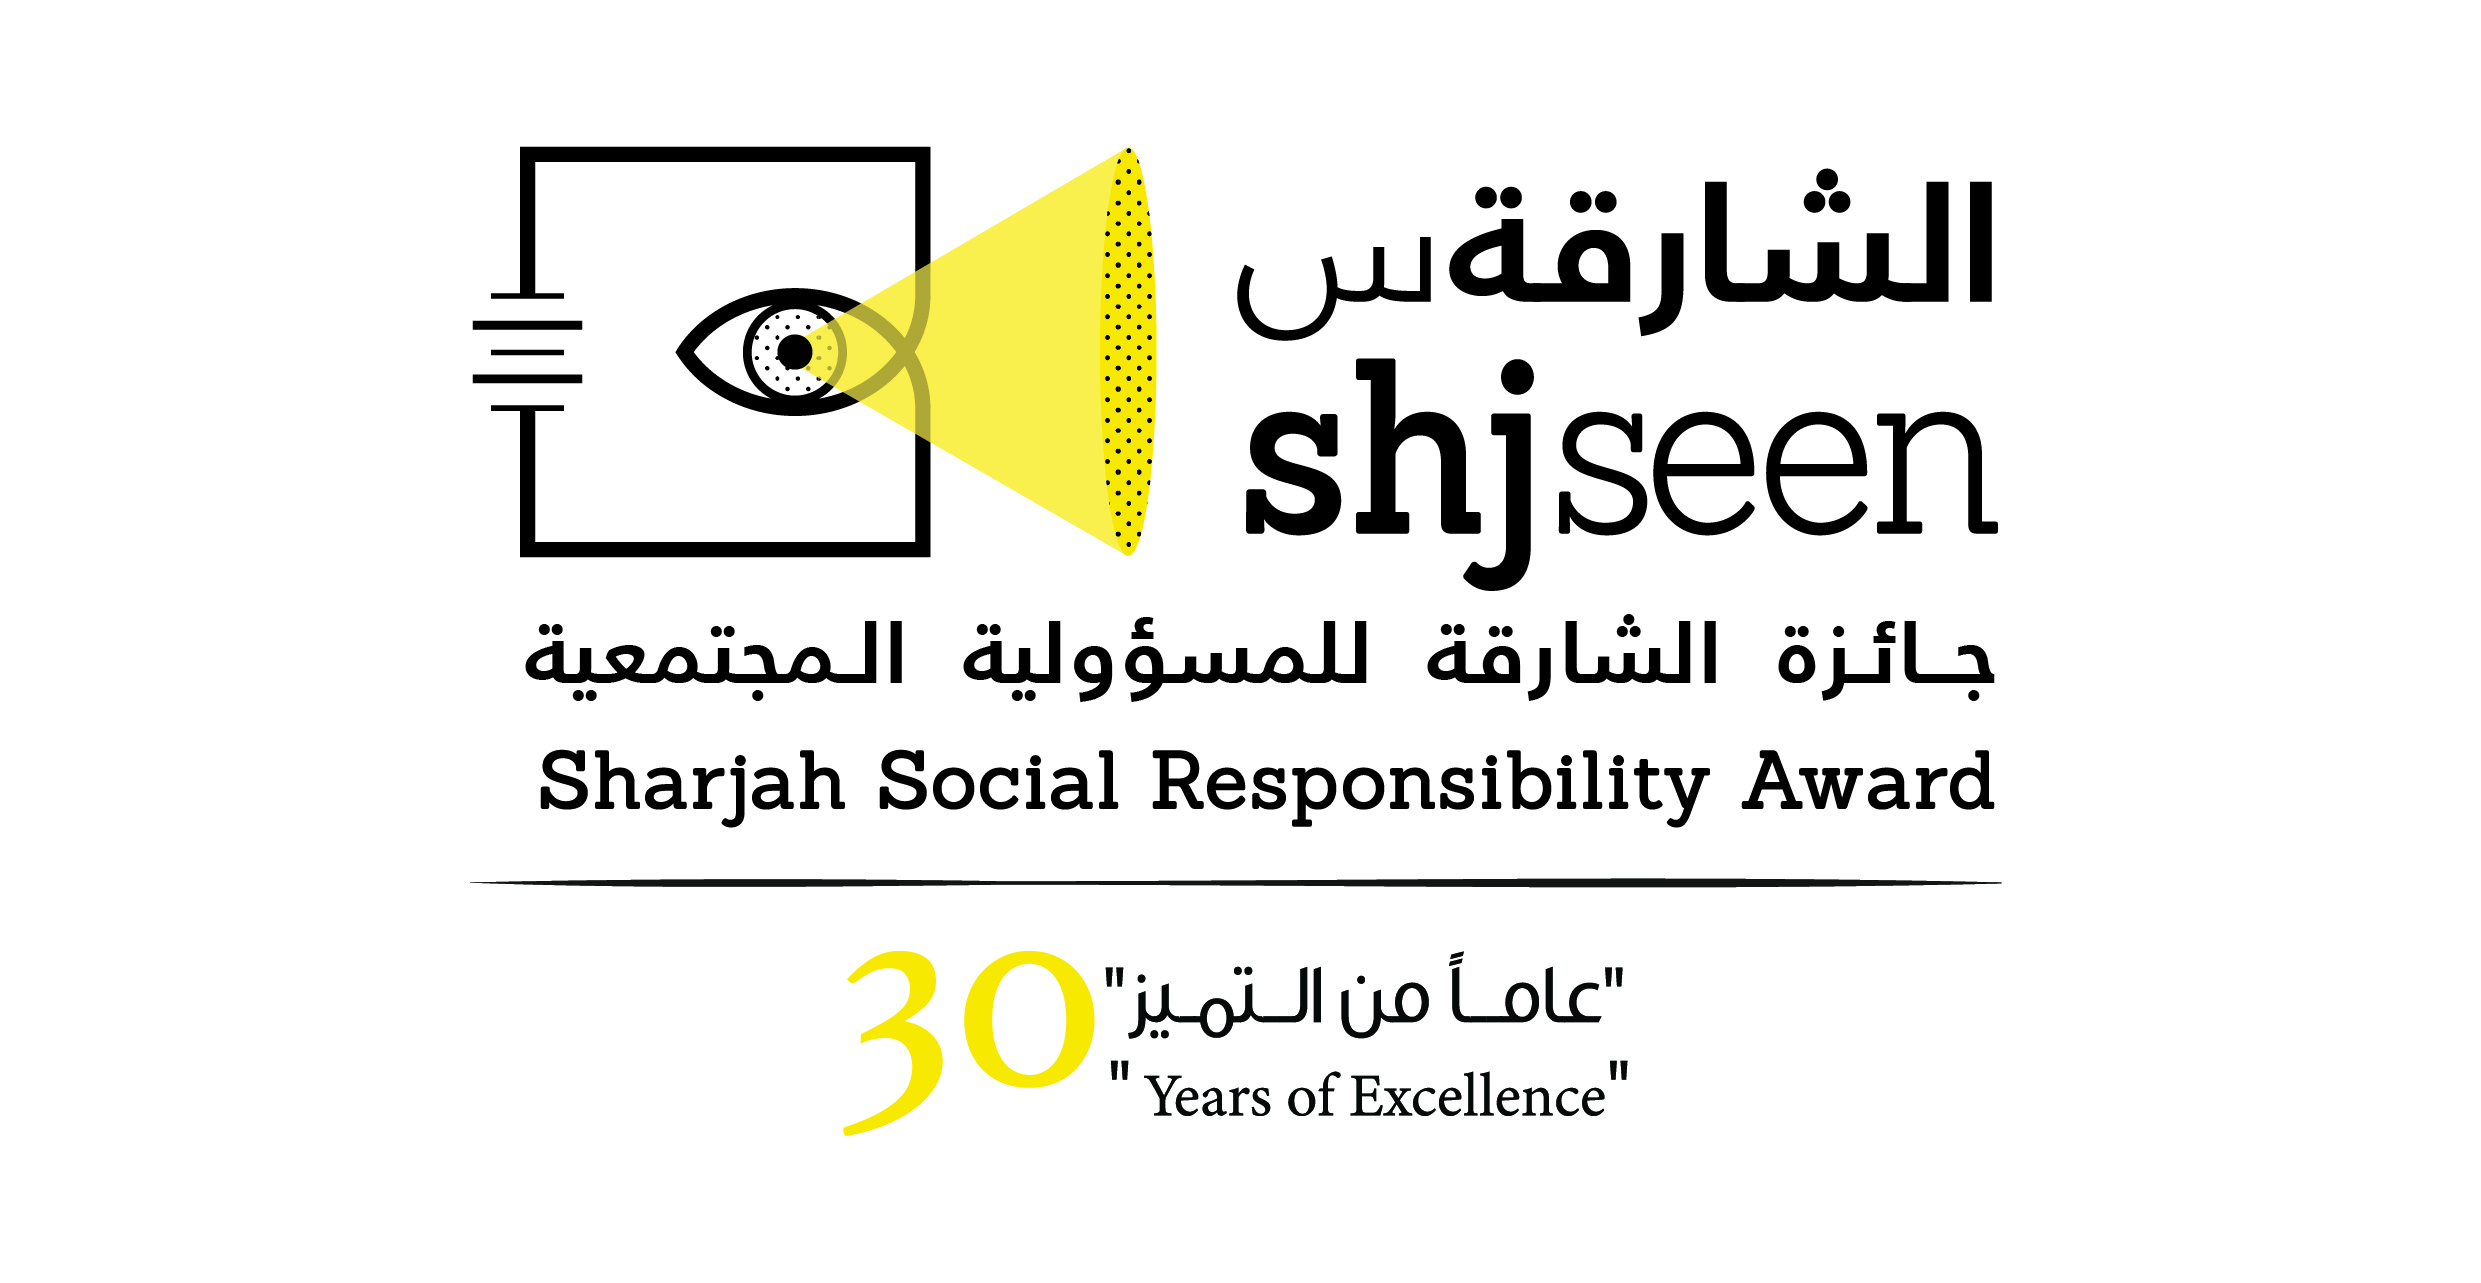 الشارقةس
shjseen
جائزة الشارقة للمسؤولية المجتمعية
Sharjah Social Responsibility Award
30 "عاماً من التميز"
" Years of Excellence"